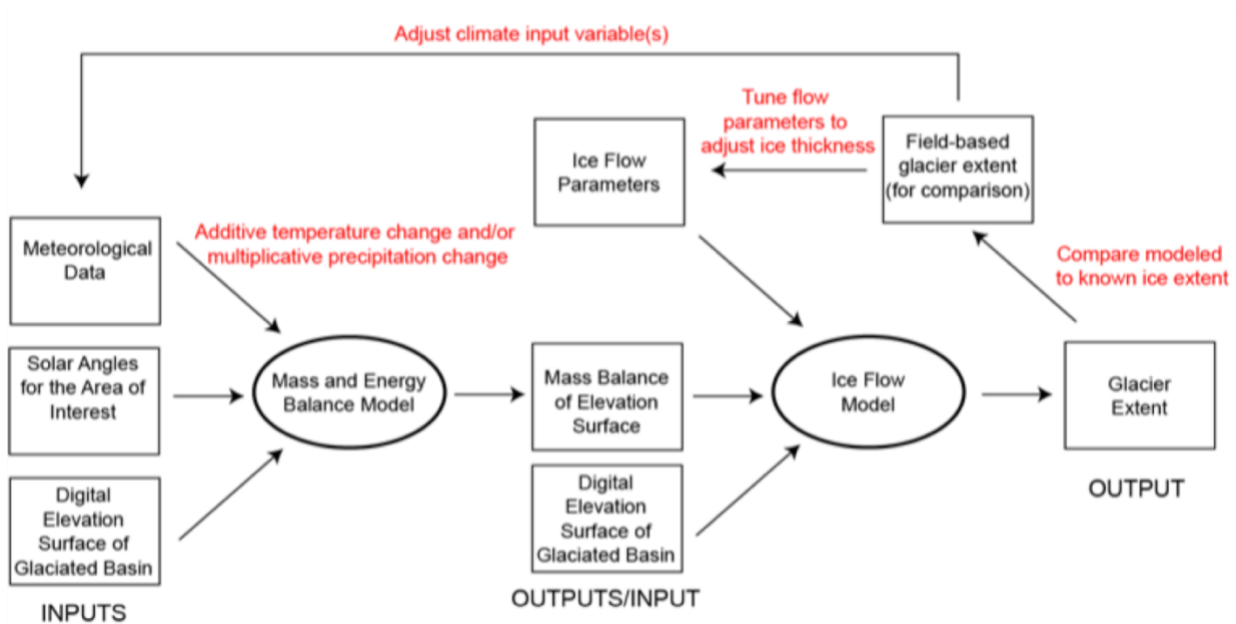 Adjust climate input variable(s)
Tune flow
parameters to
adjust ice thickness
Ice Flow
Parameters
Field-based
glacier extent
(for comparison)
Meteorological
Data
Additive temperature change and/or
multiplicative precipitation change
Compare modeled
to known ice extent
Solar Angles
for the Area of
Interest
Mass and Energy
Balance Model
Mass Balance
of Elevation
Surface
Ice Flow
Model
Glacier
Extent
Digital
Elevation
Surface of
Glaciated Basin
Digital
Elevation
Surface of
Glaciated Basin
INPUTS
OUTPUTS/INPUT
OUTPUT